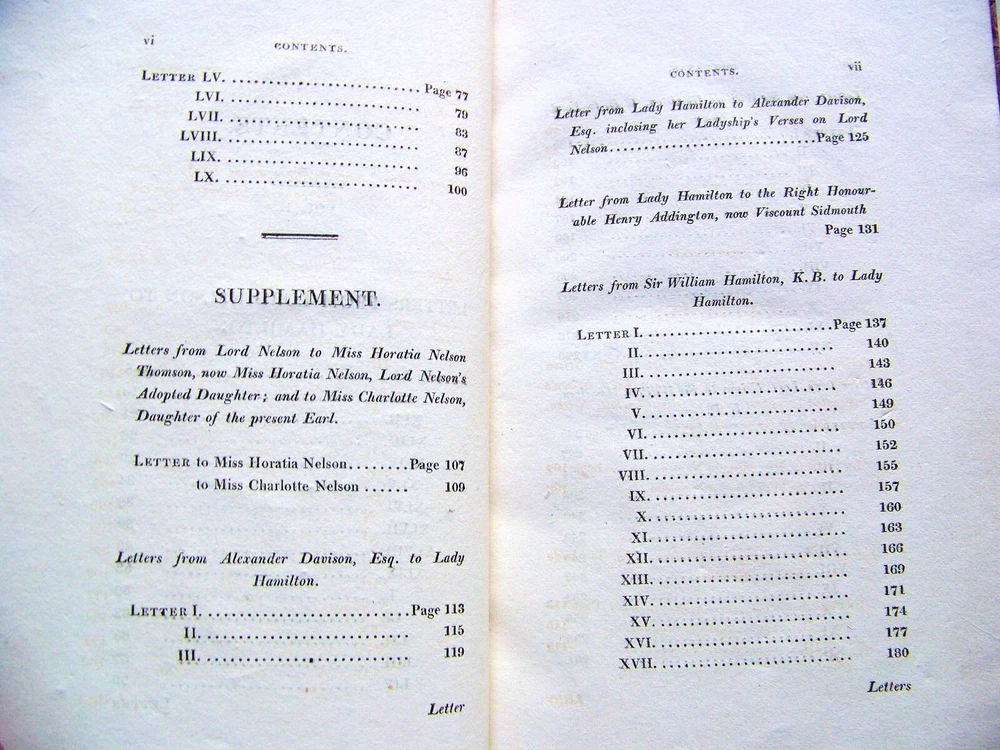 vi
CONTENTS.
LETTER LV. ............................ Page 77
LVI. ............................ 79
LVII. ............................ 83
LVIII. ............................ 87
LIX. ............................ 96
LX. ............................ 100
SUPPLEMENT.
Letters from Lord Nelson to Miss Horatia Nelson
Thomson, now Miss Horatia Nelson, Lord Nelson's
Adopted Daughter; and to Miss Charlotte Nelson,
Daughter of the present Earl.
LETTER to Miss Horatia Nelson........Page 107
to Miss Charlotte Nelson ...... 109
Letters from Alexander Davison, Esq. to Lady
Hamilton.
LETTER I. ............................Page 113
II. ............................ 115
III. ............................ 119
Letter
CONTENTS.
vii
Letter from Lady Hamilton to Alexander Davison,
Esq. inclosing her Ladyship's Verses on Lord
Nelson..............................Page 125
Letter from Lady Hamilton to the Right Honour-
able Henry Addington, now Viscount Sidmouth
Page 131
Letters from Sir William Hamilton, K. B. to Lady
Hamilton.
LETTER I. ............................Page 137
II. ............................ 140
III. ............................ 143
IV. ............................ 146
V. ............................ 149
VI. ............................ 150
VII. ............................ 152
VIII. ............................ 155
IX. ............................ 157
X. ............................ 160
XI. ............................ 163
XII. ............................ 166
XIII. ............................ 169
XIV. ............................ 171
XV. ............................ 174
XVI. ............................ 177
XVII. ............................ 180
Letters